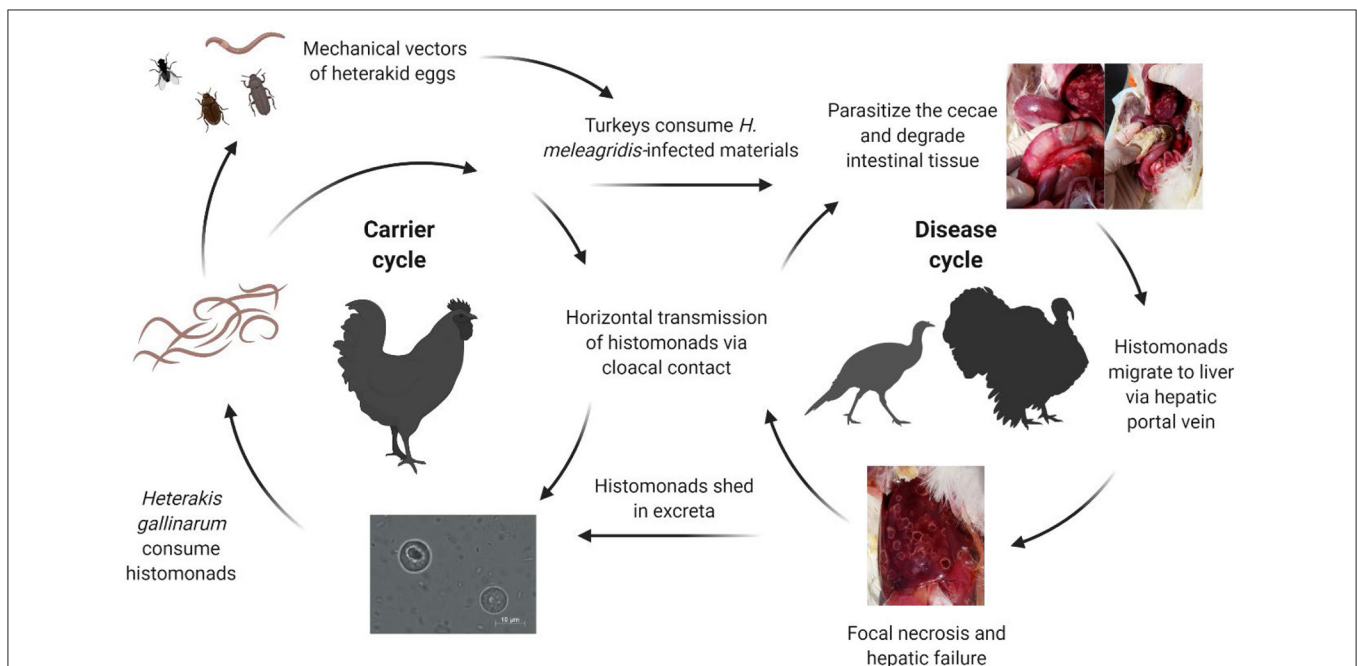 Mechanical vectors
of heterakid eggs
Turkeys consume H.
meleagridis-infected materials
Parasitize the cecae
and degrade
intestinal tissue
Carrier
cycle
Disease
cycle
Horizontal transmission
of histomonads via
cloacal contact
Histomonads
migrate to liver
via hepatic
portal vein
Heterakis
gallinarum
consume
histomonads
Histomonads shed
in excreta
10 µm
Focal necrosis and
hepatic failure